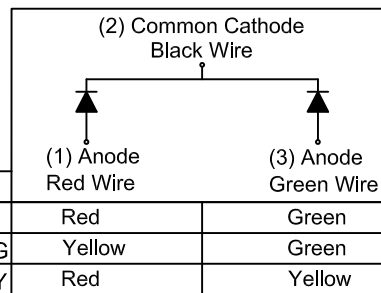 (2) Common Cathode
Black Wire
(1) Anode
Red Wire
(3) Anode
Green Wire
Red Green
G Yellow Green
Y Red Yellow